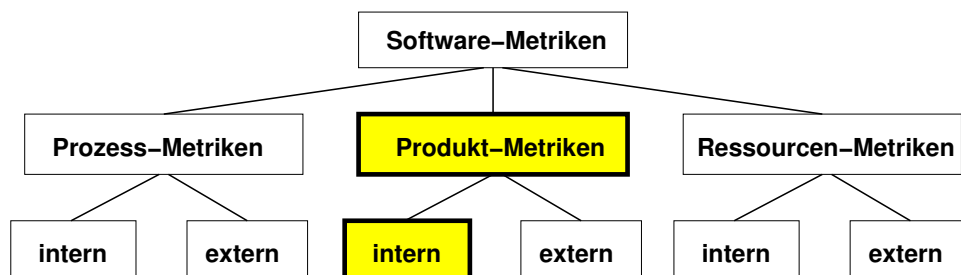 Software−Metriken
Prozess−Metriken Produkt−Metriken Ressourcen−Metriken
intern extern intern extern intern extern